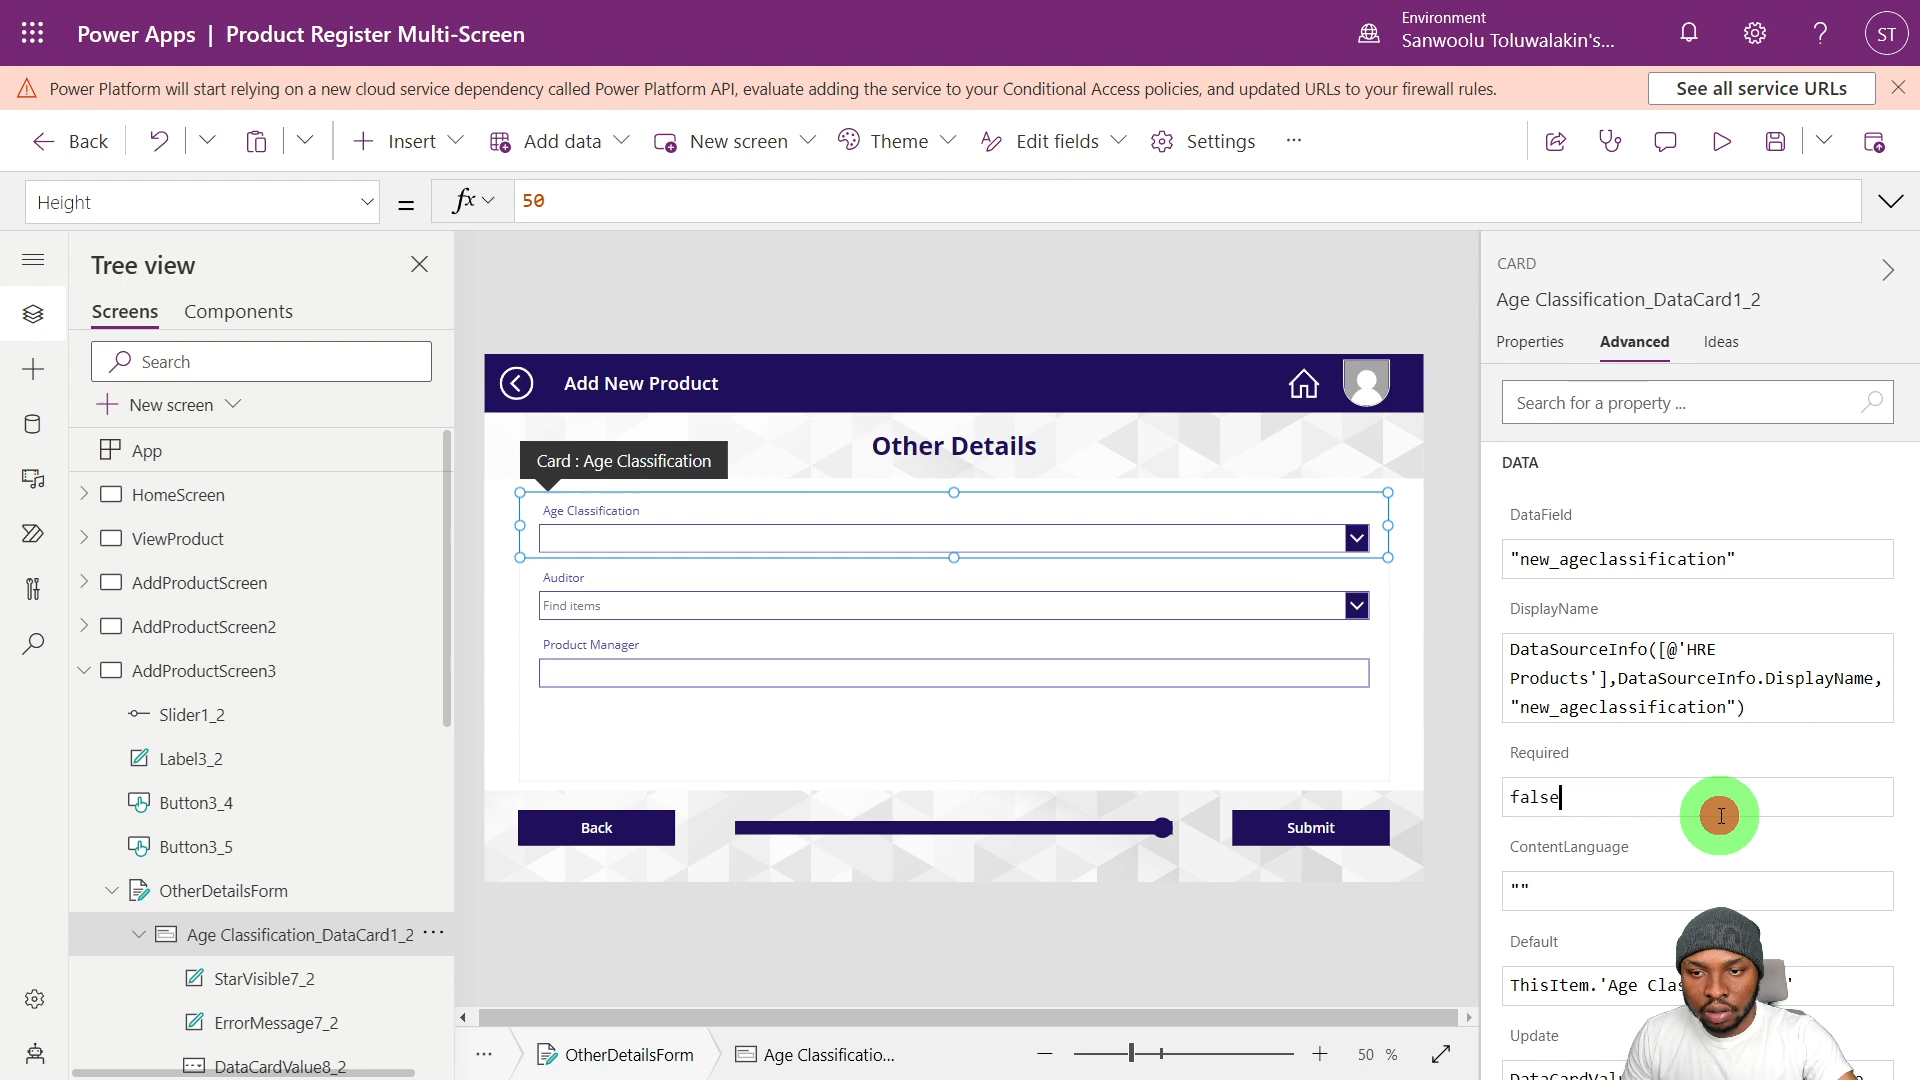 Power Apps | Product Register Multi-Screen
Environment
Sanwoolu Toluwalakin's...
ST
Power Platform will start relying on a new cloud service dependency called Power Platform API, evaluate adding the service to your Conditional Access policies, and updated URLs to your firewall rules.
See all service URLs
Back
Insert
Add data
New screen
Theme
Edit fields
Settings
Height
=
fx
50
Tree view
Screens
Components
Search
New screen
App
HomeScreen
ViewProduct
AddProductScreen
AddProductScreen2
AddProductScreen3
Slider1_2
Label3_2
Button3_4
Button3_5
OtherDetailsForm
Age Classification_DataCard1_2
StarVisible7_2
ErrorMessage7_2
DataCardValue8_2
Add New Product
Other Details
Card : Age Classification
Age Classification
Auditor
Find items
Product Manager
Back
Submit
OtherDetailsForm
Age Classificatio...
50 %
CARD
Age Classification_DataCard1_2
Properties
Advanced
Ideas
Search for a property ...
DATA
DataField
"new_ageclassification"
DisplayName
DataSourceInfo([@'HRE
Products'],DataSourceInfo.DisplayName,
"new_ageclassification")
Required
false
ContentLanguage
""
Default
ThisItem.'Age
Update